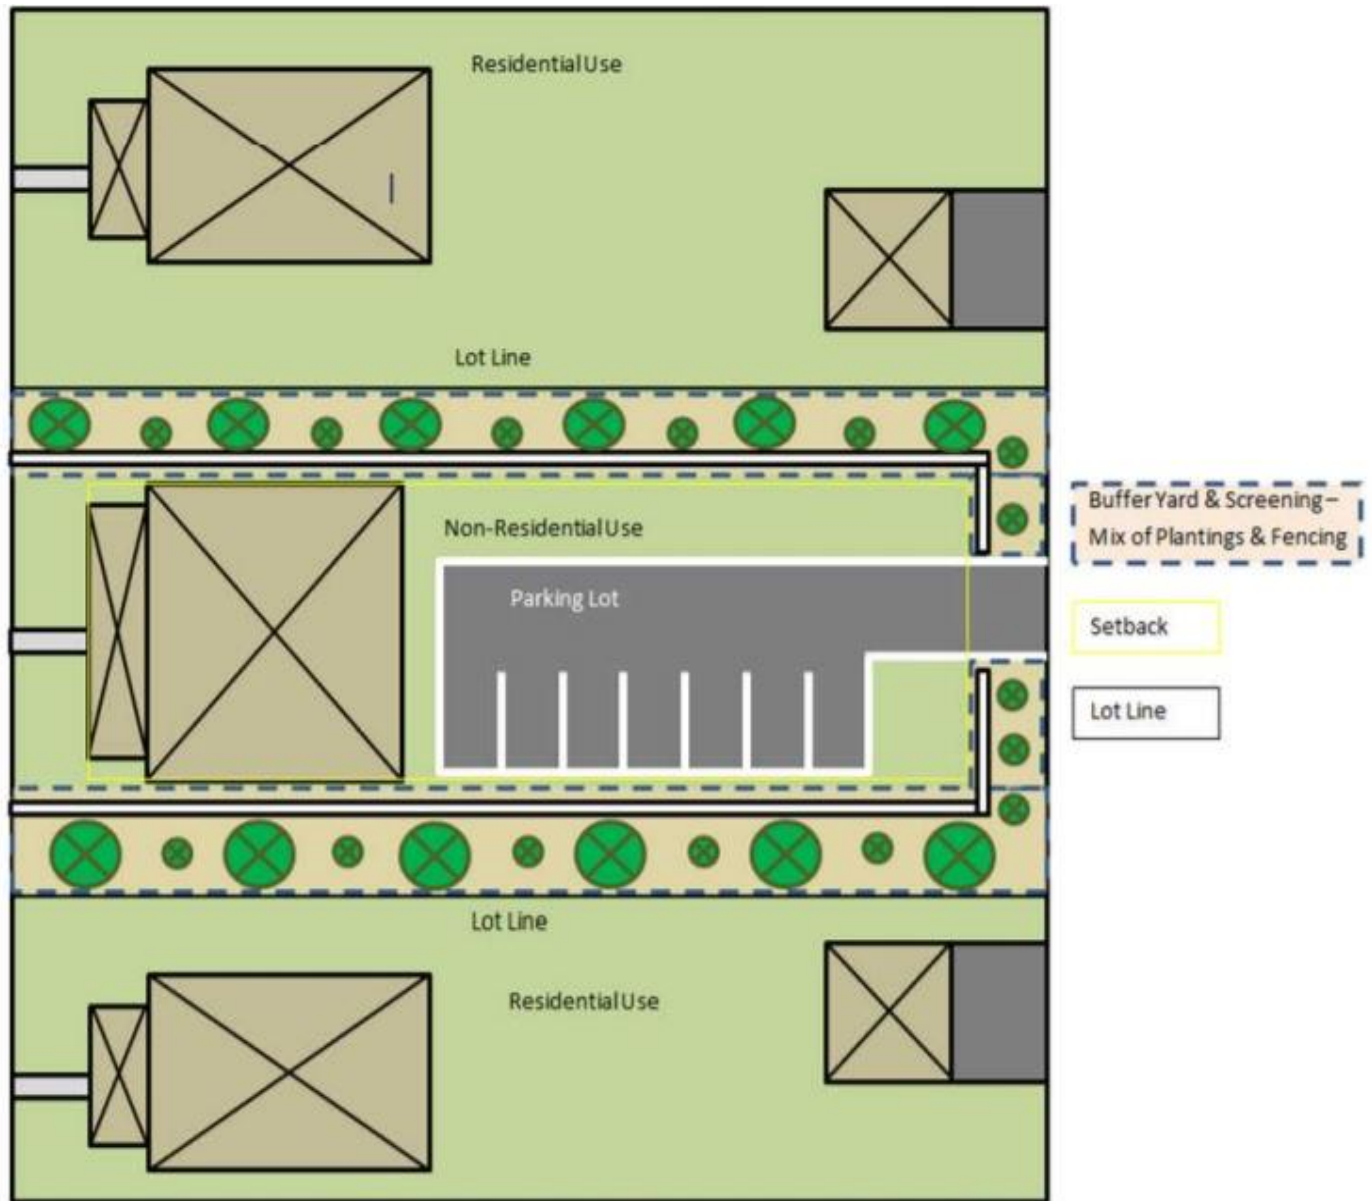 Residential Use
Lot Line
Non-Residential Use
Parking Lot
Buffer Yard & Screening –
Mix of Plantings & Fencing
Setback
Lot Line
Lot Line
Residential Use